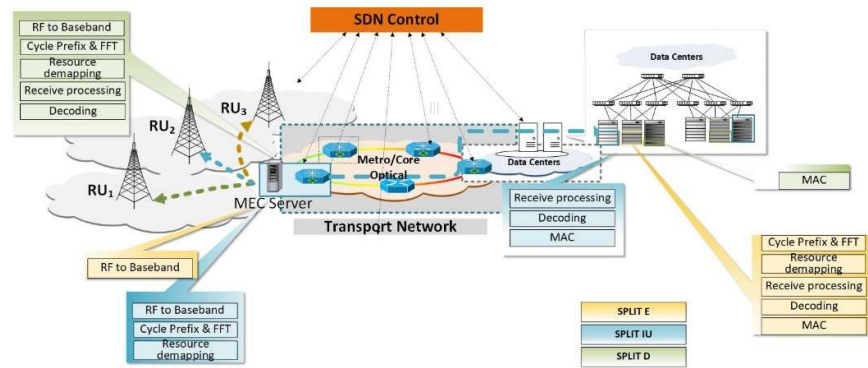 SDN Control
RF to Baseband
Cycle Prefix & FFT
Resource
demapping
Receive processing
Decoding
RU3
RU2
RU1
MEC Server
Metro/Core
Optical
Data Centers
Transport Network
Data Centers
MAC
Receive processing
Decoding
MAC
RF to Baseband
RF to Baseband
Cycle Prefix & FFT
Resource
demapping
Cycle Prefix & FFT
Resource
demapping
Receive processing
Decoding
MAC
SPLIT E
SPLIT IU
SPLIT D